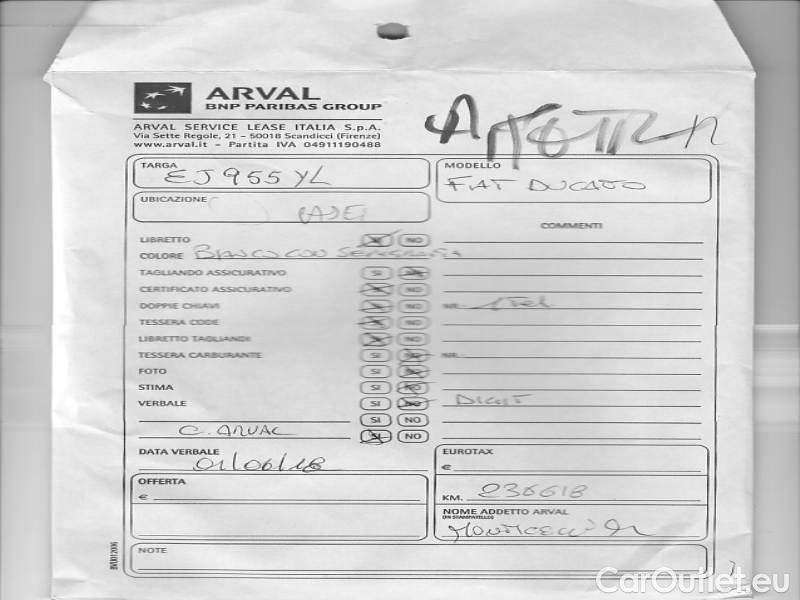 ARVAL
BNP PARIBAS GROUP
ARVAL SERVICE LEASE ITALIA S.p.A.
Via Sette Regole, 21 - 50018 Scandicci (Firenze)
www.arval.it - Partita IVA 04911190488
TARGA
EJ955YL
MODELLO
FIAT DUCATO
UBICAZIONE
COMMENTI
LIBRETTO SI NO
COLORE BIANCO CON
TAGLIANDO ASSICURATIVO SI NO
CERTIFICATO ASSICURATIVO SI NO
DOPPIE CHIAVI SI NO NR. 1
TESSERA CODE SI NO
LIBRETTO TAGLIANDI SI NO
TESSERA CARBURANTE SI NO NR.
FOTO SI NO
STIMA SI NO
VERBALE SI NO DIGIT
SI NO
C. ARVAL SI NO
DATA VERBALE
01/06/18
EUROTAX
€
OFFERTA
€
KM. 236618
NOME ADDETTO ARVAL
(IN STAMPATELLO)
NOTE
CarOutlet.eu